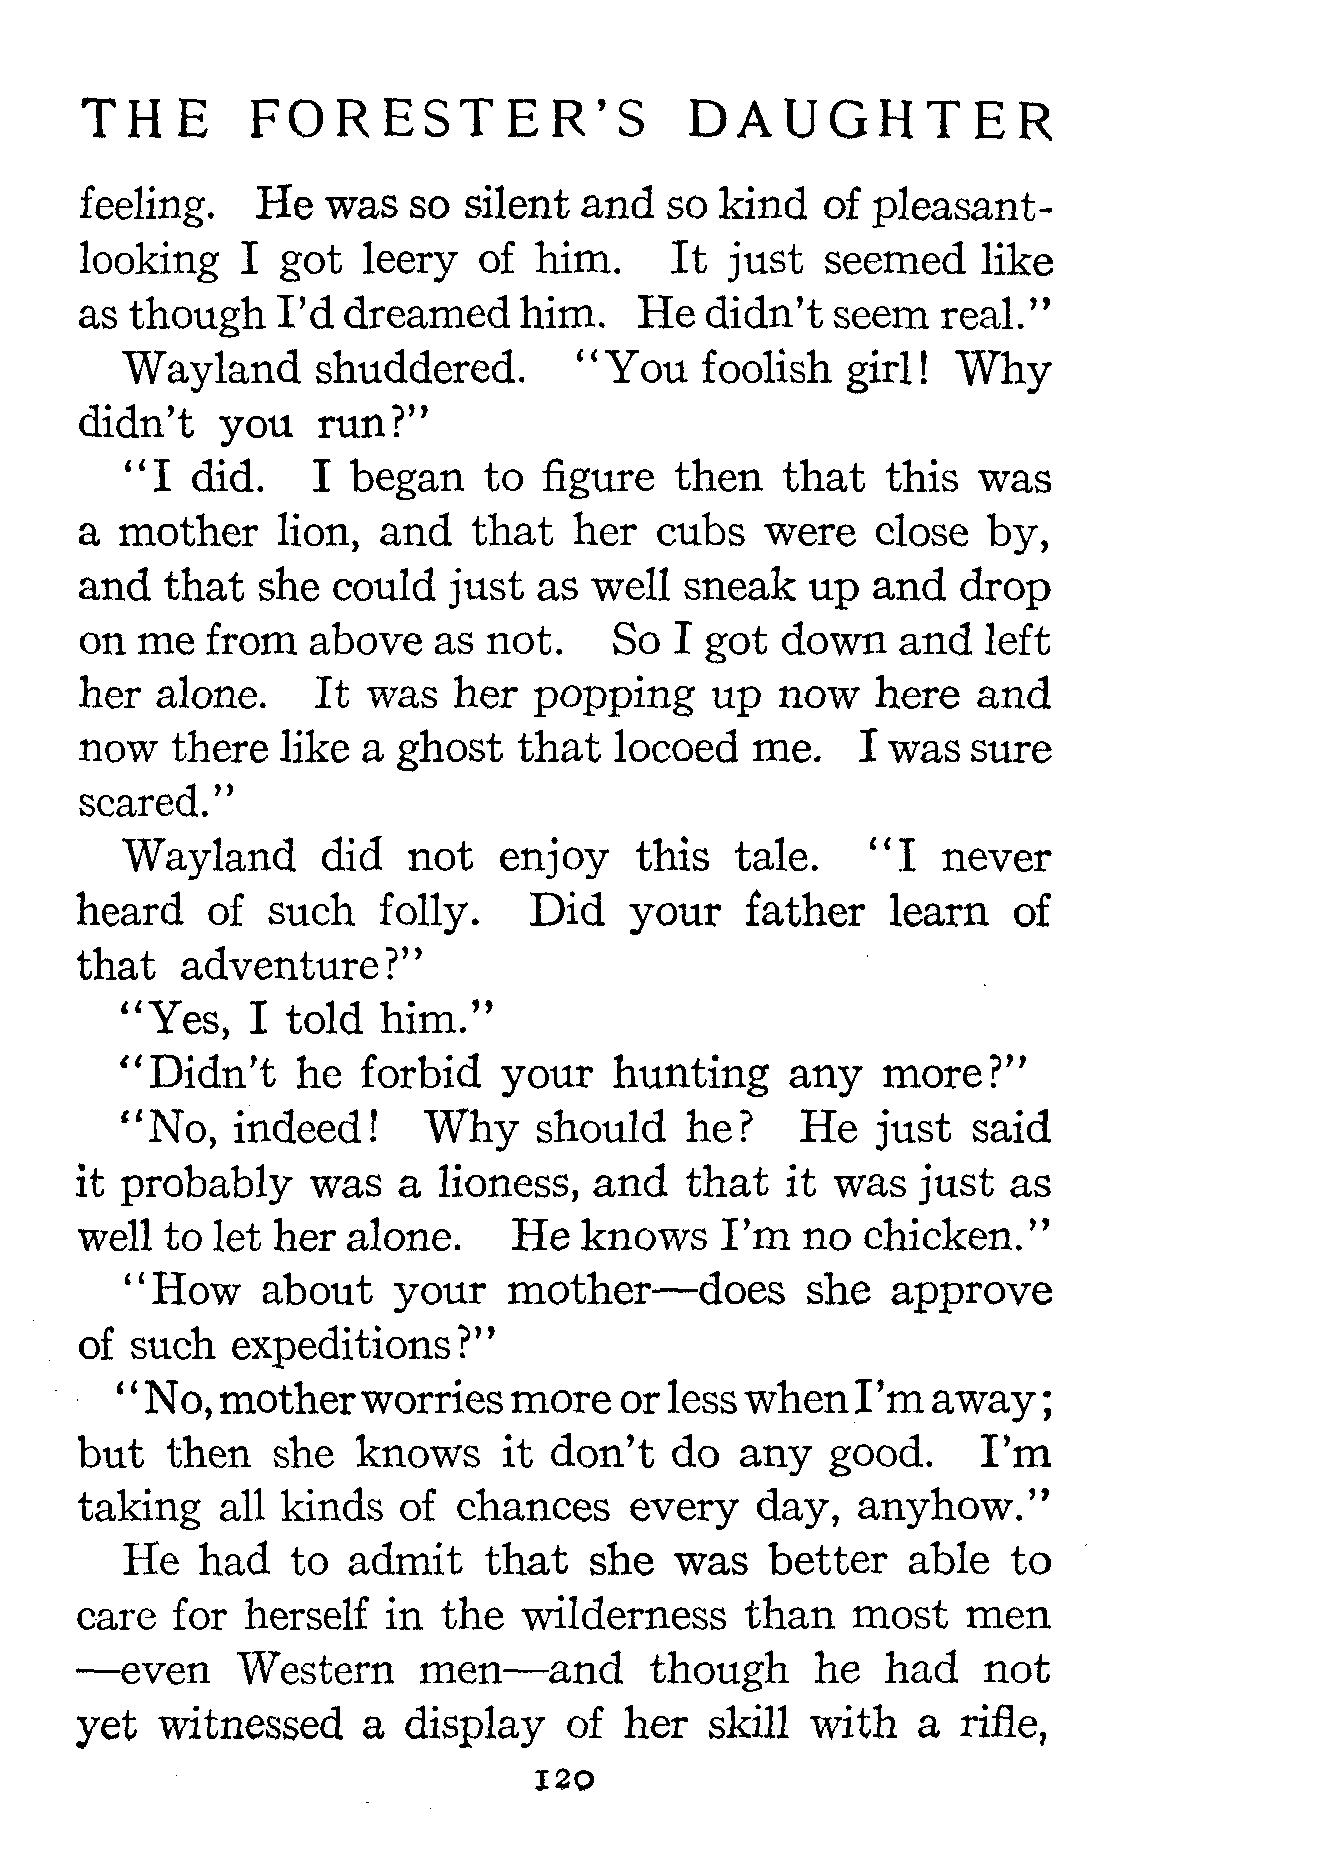 THE FORESTER'S DAUGHTER
feeling. He was so silent and so kind of pleasant-
looking I got leery of him. It just seemed like
as though I'd dreamed him. He didn't seem real."
Wayland shuddered. "You foolish girl! Why
didn't you run?"
"I did. I began to figure then that this was
a mother lion, and that her cubs were close by,
and that she could just as well sneak up and drop
on me from above as not. So I got down and left
her alone. It was her popping up now here and
now there like a ghost that locoed me. I was sure
scared."
Wayland did not enjoy this tale. "I never
heard of such folly. Did your father learn of
that adventure?"
"Yes, I told him."
"Didn't he forbid your hunting any more?"
"No, indeed! Why should he? He just said
it probably was a lioness, and that it was just as
well to let her alone. He knows I'm no chicken."
"How about your mother—does she approve
of such expeditions?"
"No, mother worries more or less when I'm away;
but then she knows it don't do any good. I'm
taking all kinds of chances every day, anyhow."
He had to admit that she was better able to
care for herself in the wilderness than most men
—even Western men—and though he had not
yet witnessed a display of her skill with a rifle,
120